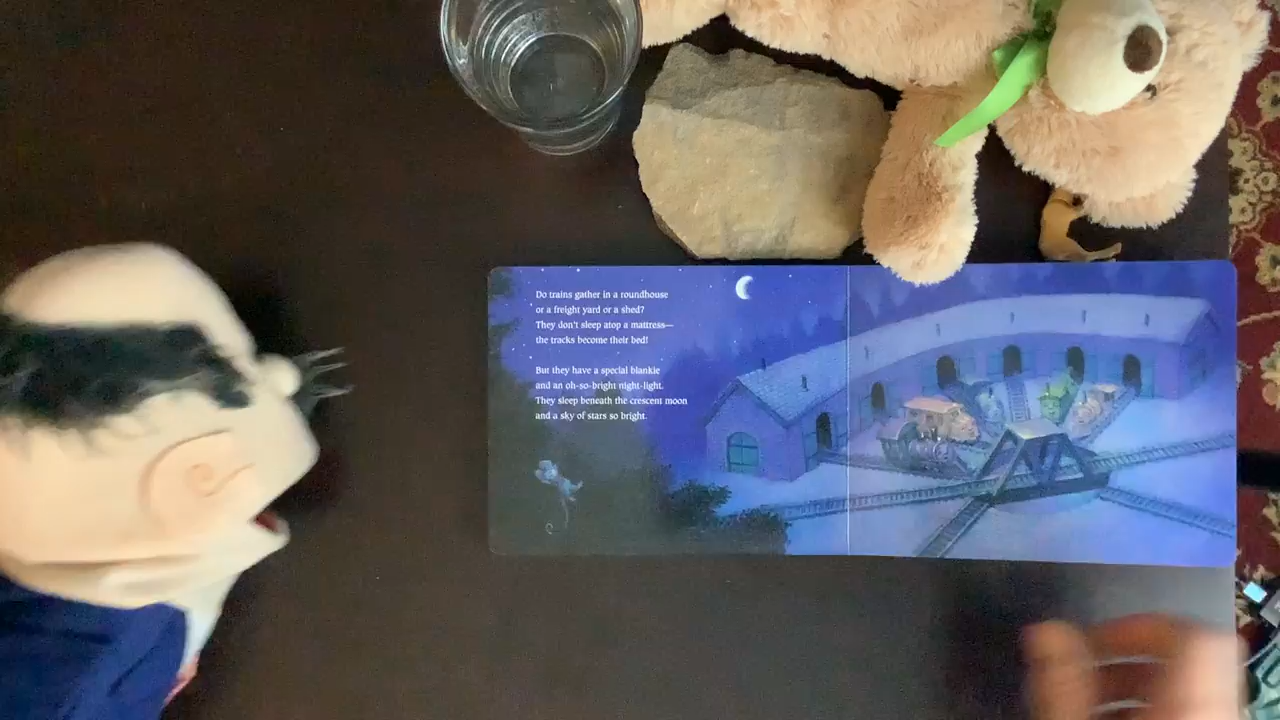 Do trains gather in a roundhouse
or a freight yard or a shed?
They don't sleep atop a mattress—
the tracks become their bed!
But they have a special blankie
and an oh-so-bright night-light.
They sleep beneath the crescent moon
and a sky of stars so bright.